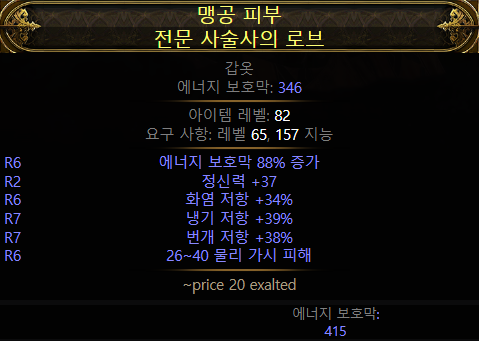 맹공 피부
전문 사술사의 로브
갑옷
에너지 보호막: 346
아이템 레벨: 82
요구 사항: 레벨 65, 157 지능
R6 에너지 보호막 88% 증가
R2 정신력 +37
R6 화염 저항 +34%
R7 냉기 저항 +39%
R7 번개 저항 +38%
R6 26~40 물리 가시 피해
~price 20 exalted
에너지 보호막:
415